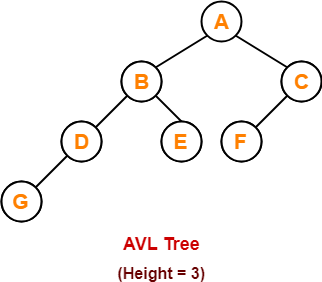 A
B C
D E F
G
AVL Tree
(Height = 3)